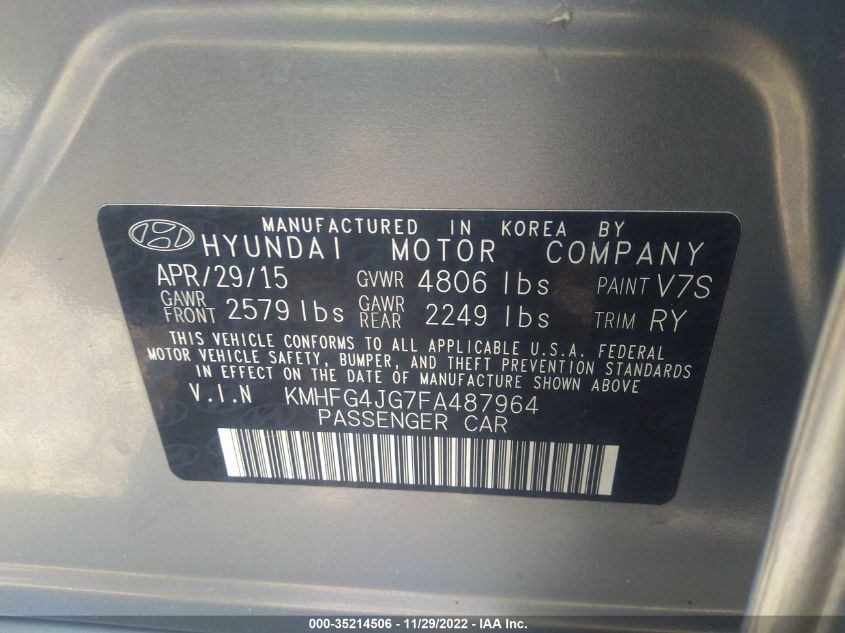 MANUFACTURED IN KOREA BY
HYUNDAI MOTOR COMPANY
APR/29/15 GVWR 4806 lbs PAINT V7S
GAWR FRONT 2579 lbs GAWR REAR 2249 lbs TRIM RY
THIS VEHICLE CONFORMS TO ALL APPLICABLE U.S.A. FEDERAL
MOTOR VEHICLE SAFETY, BUMPER, AND THEFT PREVENTION STANDARDS
IN EFFECT ON THE DATE OF MANUFACTURE SHOWN ABOVE
V.I.N KMHFG4JG7FA487964
PASSENGER CAR
000-35214506 - 11/29/2022 - IAA Inc.